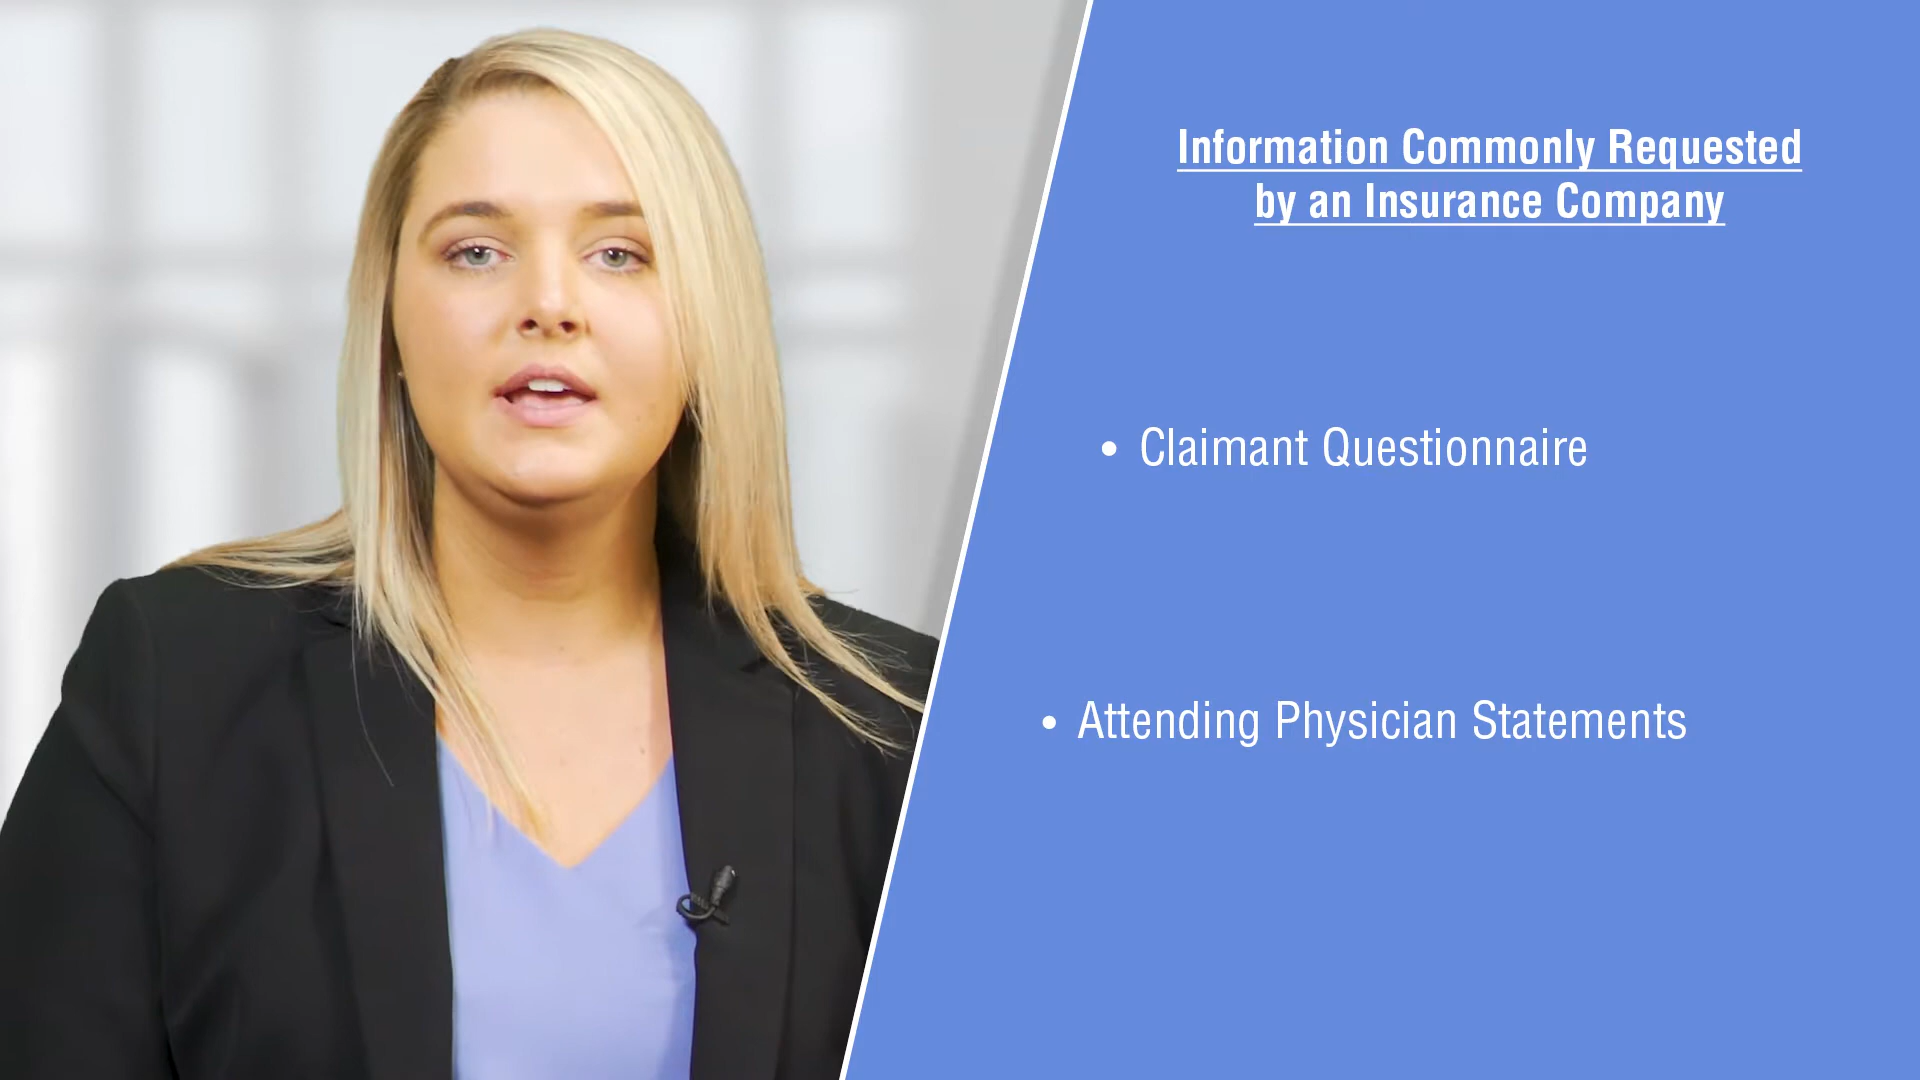 Information Commonly Requested
by an Insurance Company
• Claimant Questionnaire
• Attending Physician Statements